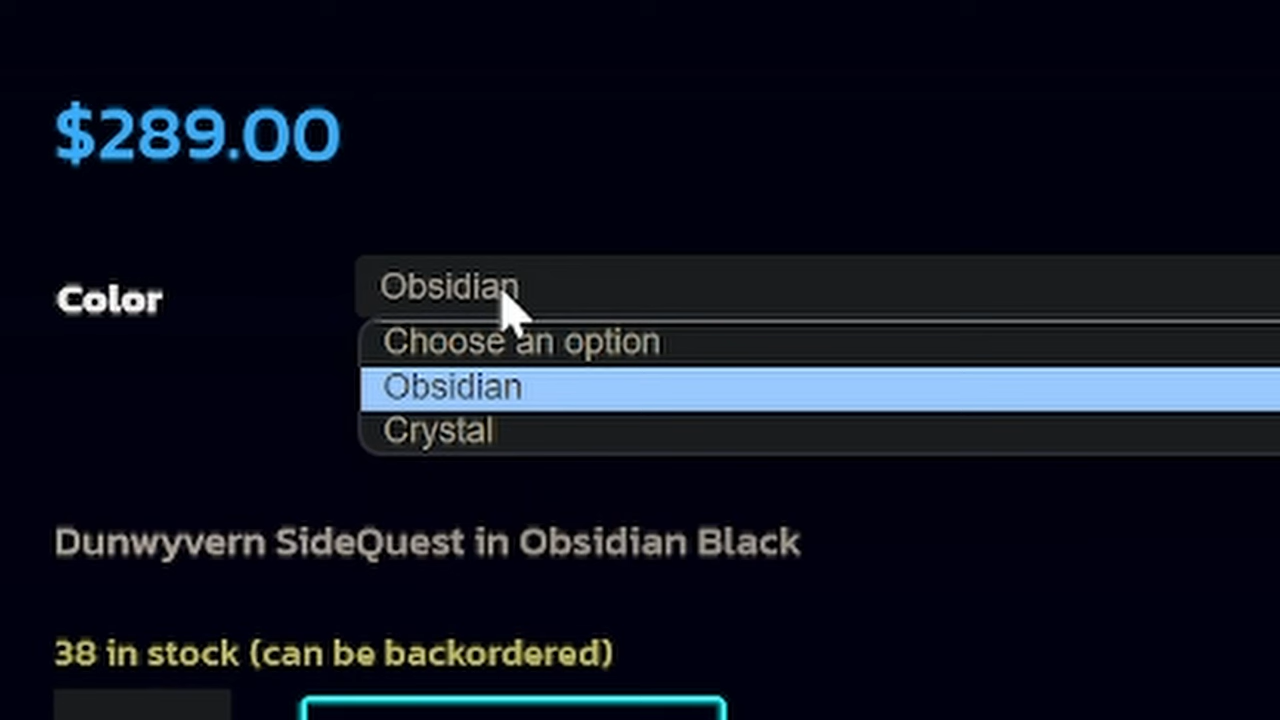 $289.00
Color
Obsidian
Choose an option
Obsidian
Crystal
Dunwyvern SideQuest in Obsidian Black
38 in stock (can be backordered)